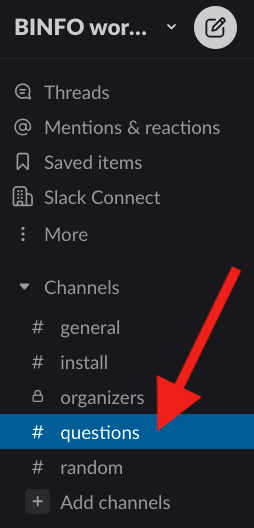 BINFO wor...
Threads
@ Mentions & reactions
Saved items
Slack Connect
More
Channels
# general
# install
organizers
# questions
# random
+ Add channels